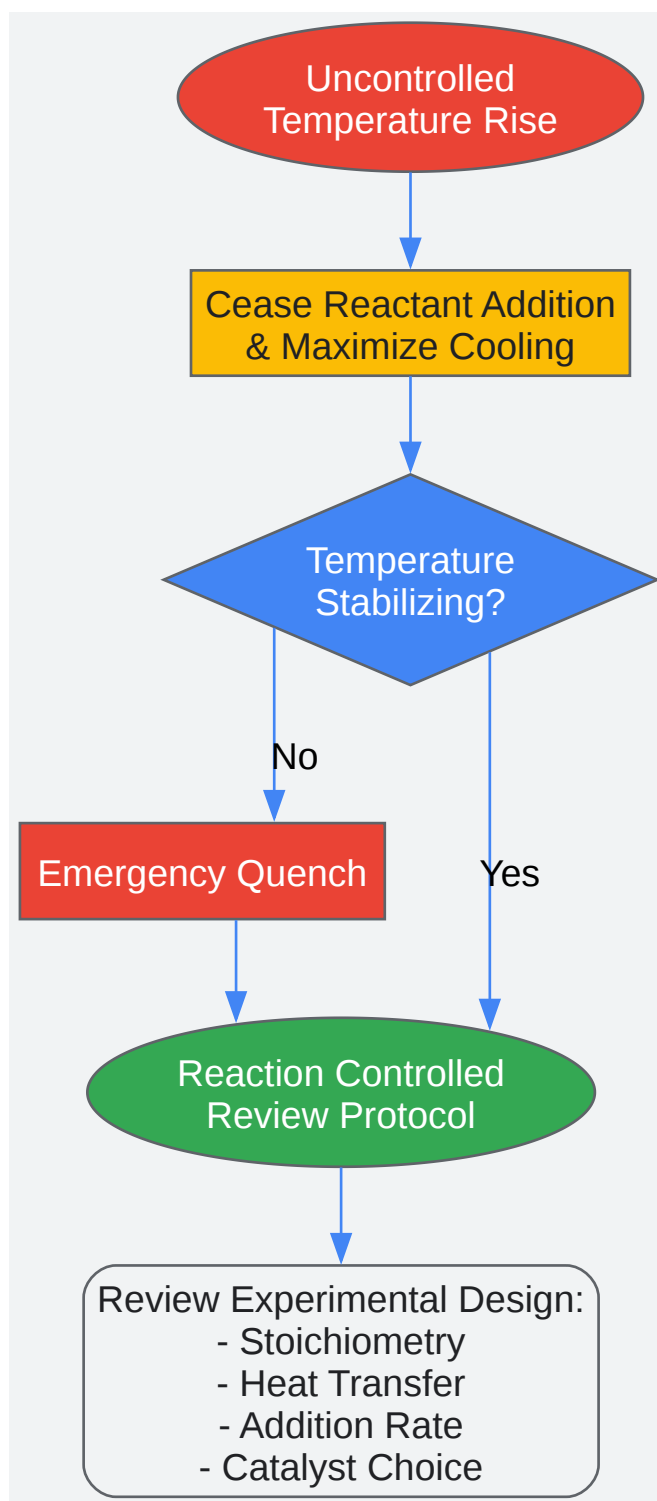 Uncontrolled
Temperature Rise
Cease Reactant Addition
& Maximize Cooling
Temperature
Stabilizing?
No
Emergency Quench
Yes
Reaction Controlled
Review Protocol
Review Experimental Design:
- Stoichiometry
- Heat Transfer
- Addition Rate
- Catalyst Choice